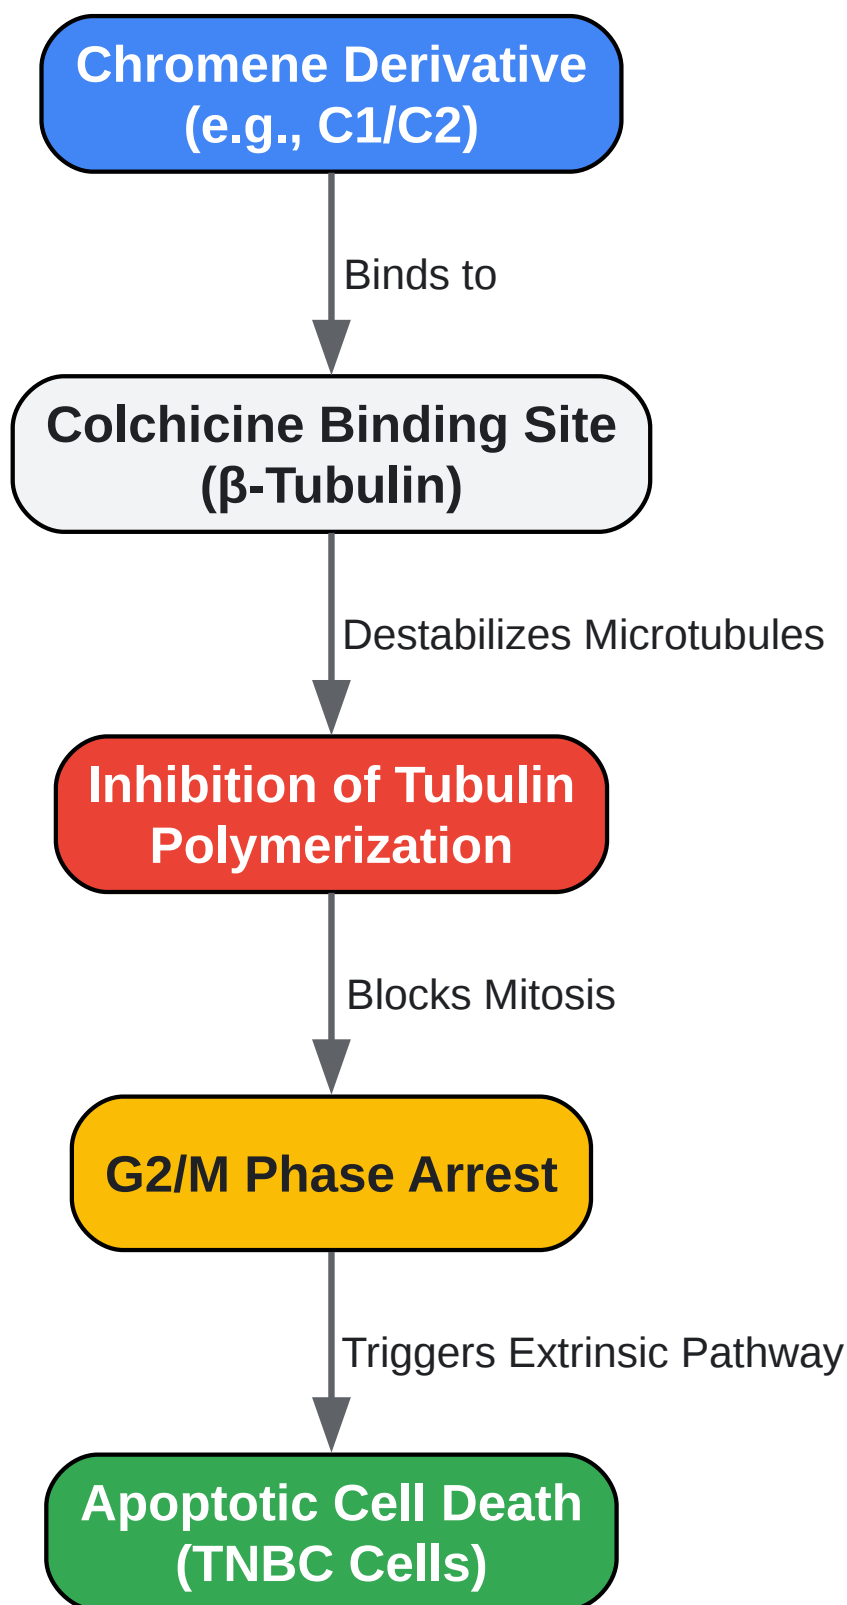 Chromene Derivative
(e.g., C1/C2)
Binds to
Colchicine Binding Site
(β-Tubulin)
Destabilizes Microtubules
Inhibition of Tubulin
Polymerization
Blocks Mitosis
G2/M Phase Arrest
Triggers Extrinsic Pathway
Apoptotic Cell Death
(TNBC Cells)